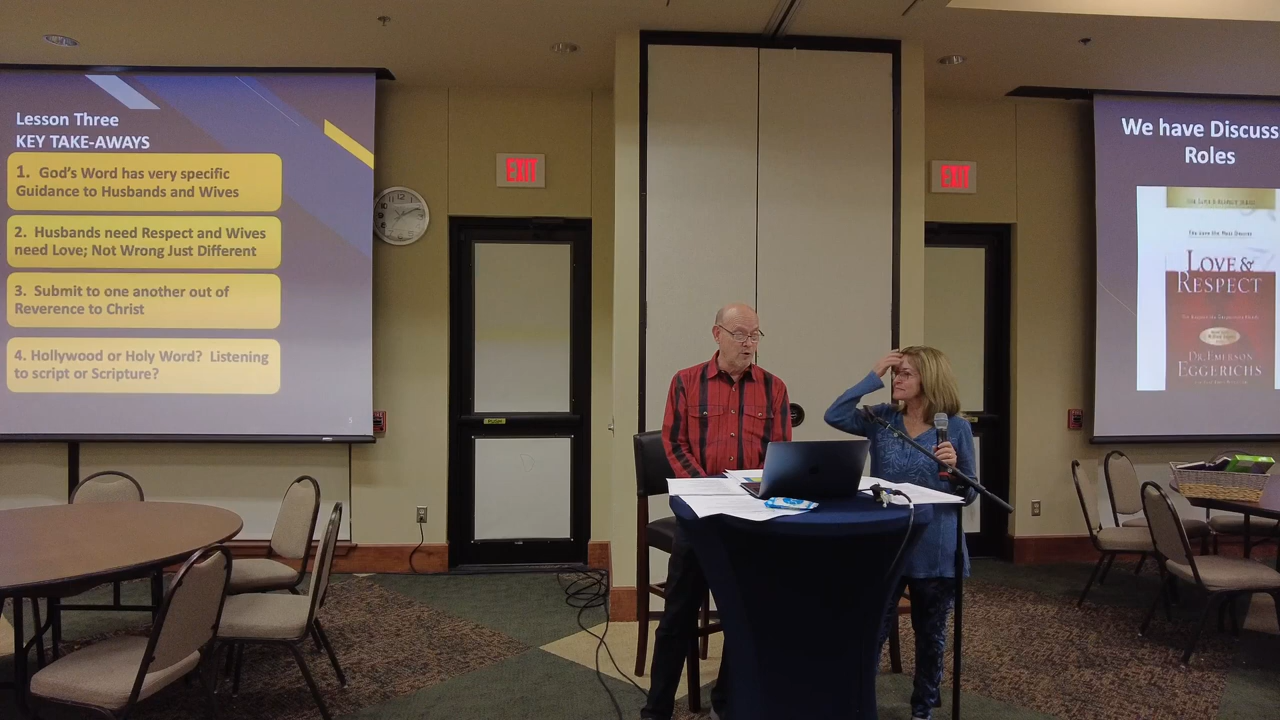 Lesson Three
KEY TAKE-AWAYS
1. God's Word has very specific
Guidance to Husbands and Wives
2. Husbands need Respect and Wives
need Love; Not Wrong Just Different
3. Submit to one another out of
Reverence to Christ
4. Hollywood or Holy Word? Listening
to script or Scripture?
EXIT
EXIT
We have Discuss
Roles
LOVE &
RESPECT
DR. EMERSON
EGGERICHS
PUSH